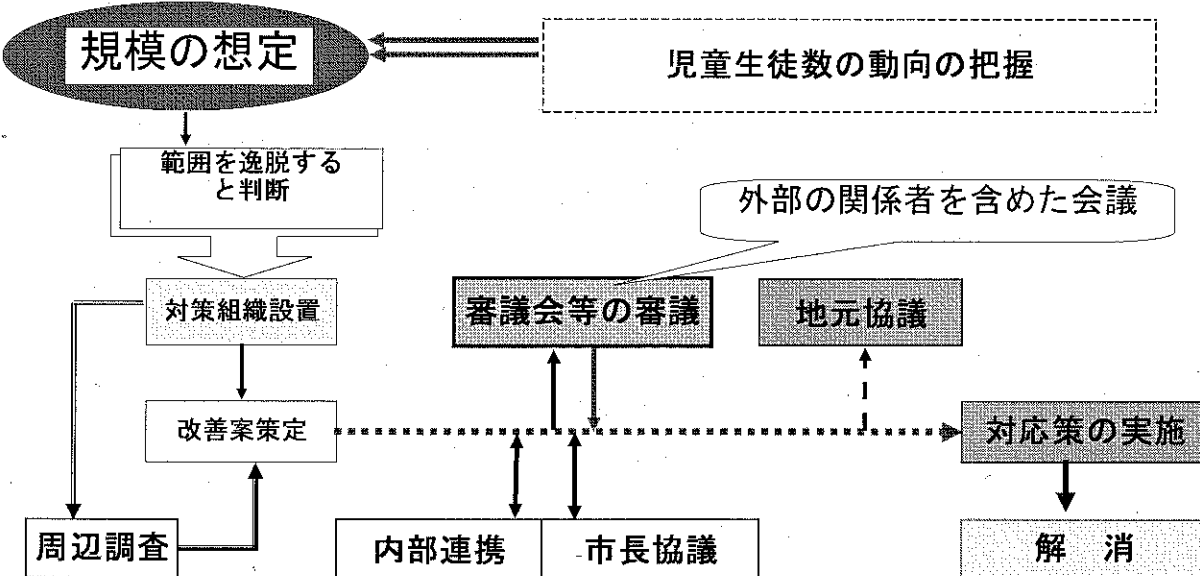 規模の想定
児童生徒数の動向の把握
範囲を逸脱する
と判断
外部の関係者を含めた会議
対策組織設置
審議会等の審議
地元協議
改善案策定
対応策の実施
周辺調査
内部連携
市長協議
解　消